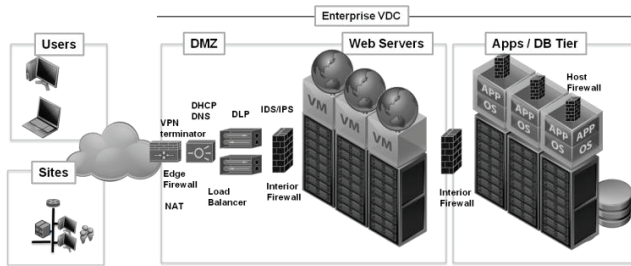 Enterprise VDC
Users
DMZ
Web Servers
Apps / DB Tier
Host
Firewall
DHCP
DNS
DLP
IDS/IPS
VPN
terminator
VM
VM
VM
APP
OS
APP
OS
APP
OS
Sites
Edge
Firewall
Load
Balancer
Interior
Firewall
Interior
Firewall
NAT